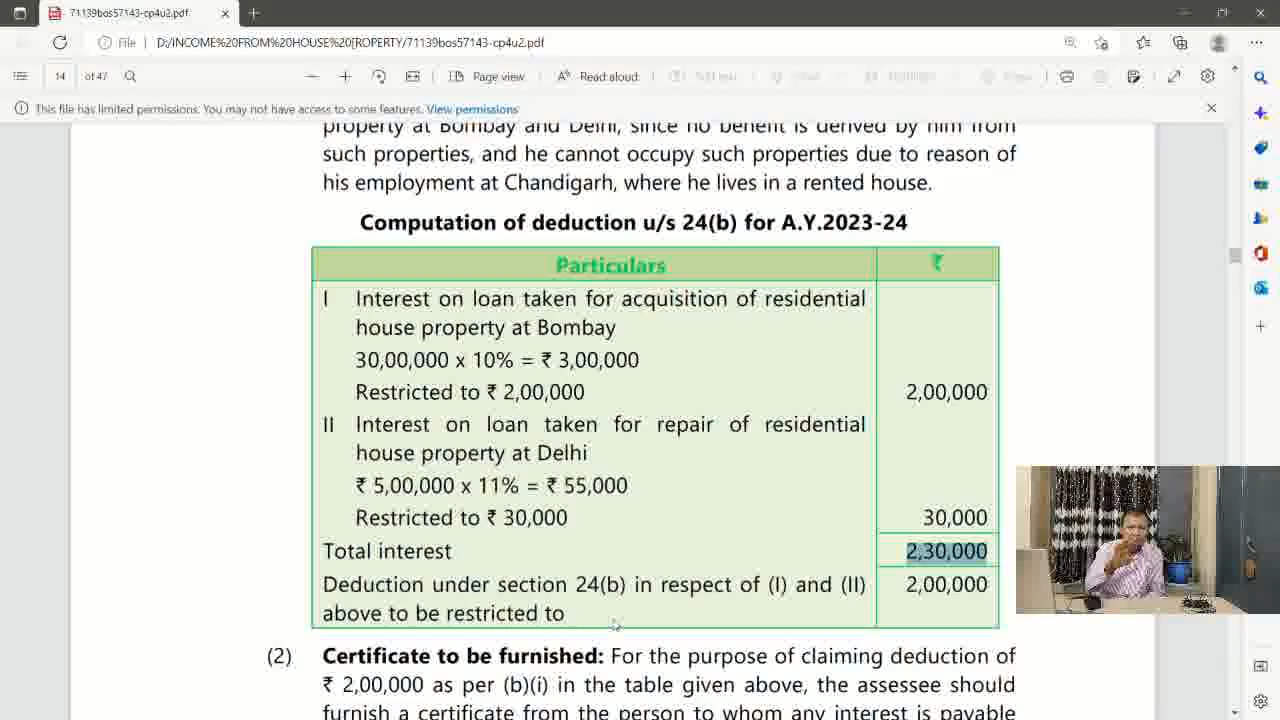 71139bos57143-cp4u2.pdf
File D:/INCOME%20FROM%20HOUSE%20[ROPERTY/71139bos57143-cp4u2.pdf
14 of 47 Page view Read aloud
This file has limited permissions. You may not have access to some features. View permissions
property at Bombay and Delhi, since no benefit is derived by him from
such properties, and he cannot occupy such properties due to reason of
his employment at Chandigarh, where he lives in a rented house.
Computation of deduction u/s 24(b) for A.Y.2023-24
Particulars ₹
I Interest on loan taken for acquisition of residential
house property at Bombay
30,00,000 x 10% = ₹ 3,00,000
Restricted to ₹ 2,00,000 2,00,000
II Interest on loan taken for repair of residential
house property at Delhi
₹ 5,00,000 x 11% = ₹ 55,000
Restricted to ₹ 30,000 30,000
Total interest 2,30,000
Deduction under section 24(b) in respect of (I) and (II) 2,00,000
above to be restricted to
(2) Certificate to be furnished: For the purpose of claiming deduction of
₹ 2,00,000 as per (b)(i) in the table given above, the assessee should
furnish a certificate from the person to whom any interest is payable